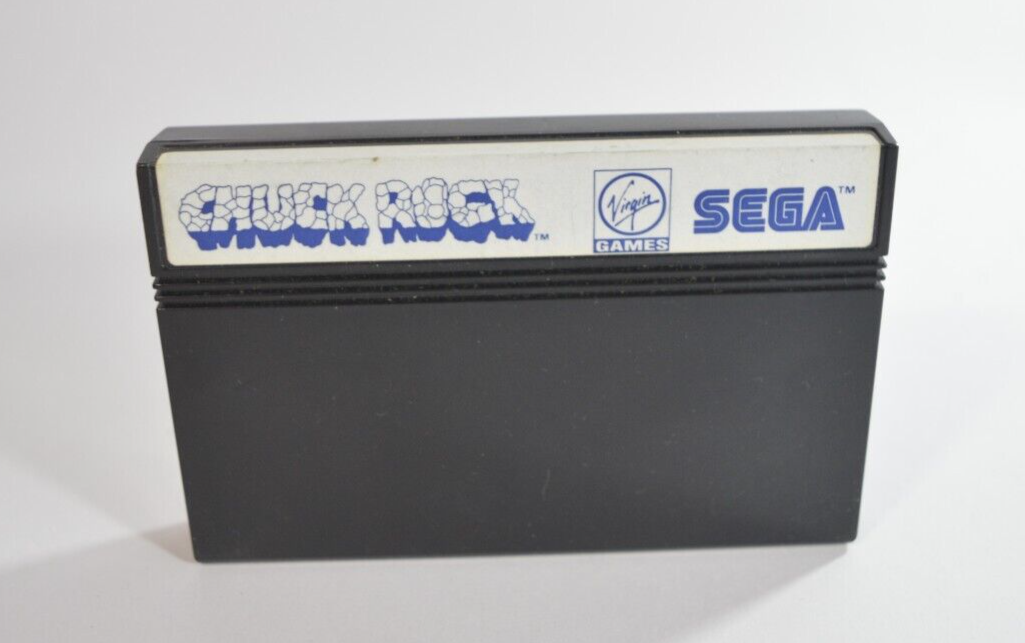 CHUCK ROCK™
Virgin
GAMES
SEGA™